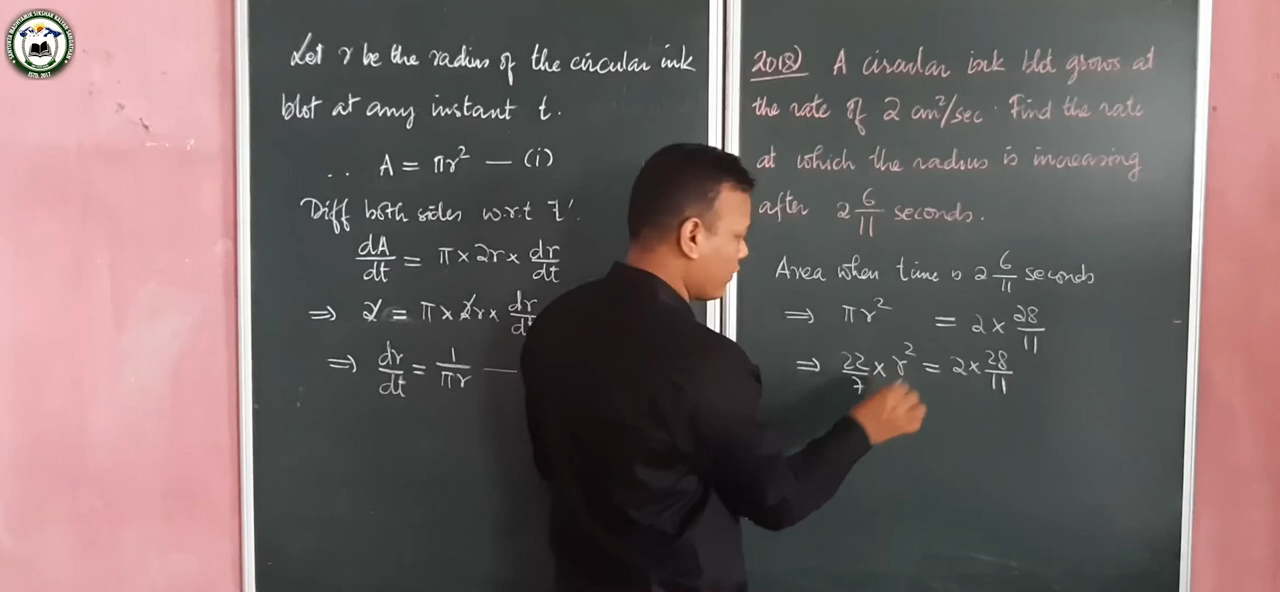 Let r be the radius of the circular ink
blot at any instant t.
∴ A = πr² — (i)
Diff both sides w.r.t 't'.
dA/dt = π × 2r × dr/dt
⇒ 2 = π × 2r × dr/dt
⇒ dr/dt = 1/πr —
2018) A circular ink blot grows at
the rate of 2 cm²/sec. Find the rate
at which the radius is increasing
after 2 6/11 seconds.
Area when time is 2 6/11 seconds
⇒ πr² = 2 × 28/11
⇒ 22/7 × r² = 2 × 28/11
ESTD. 2017